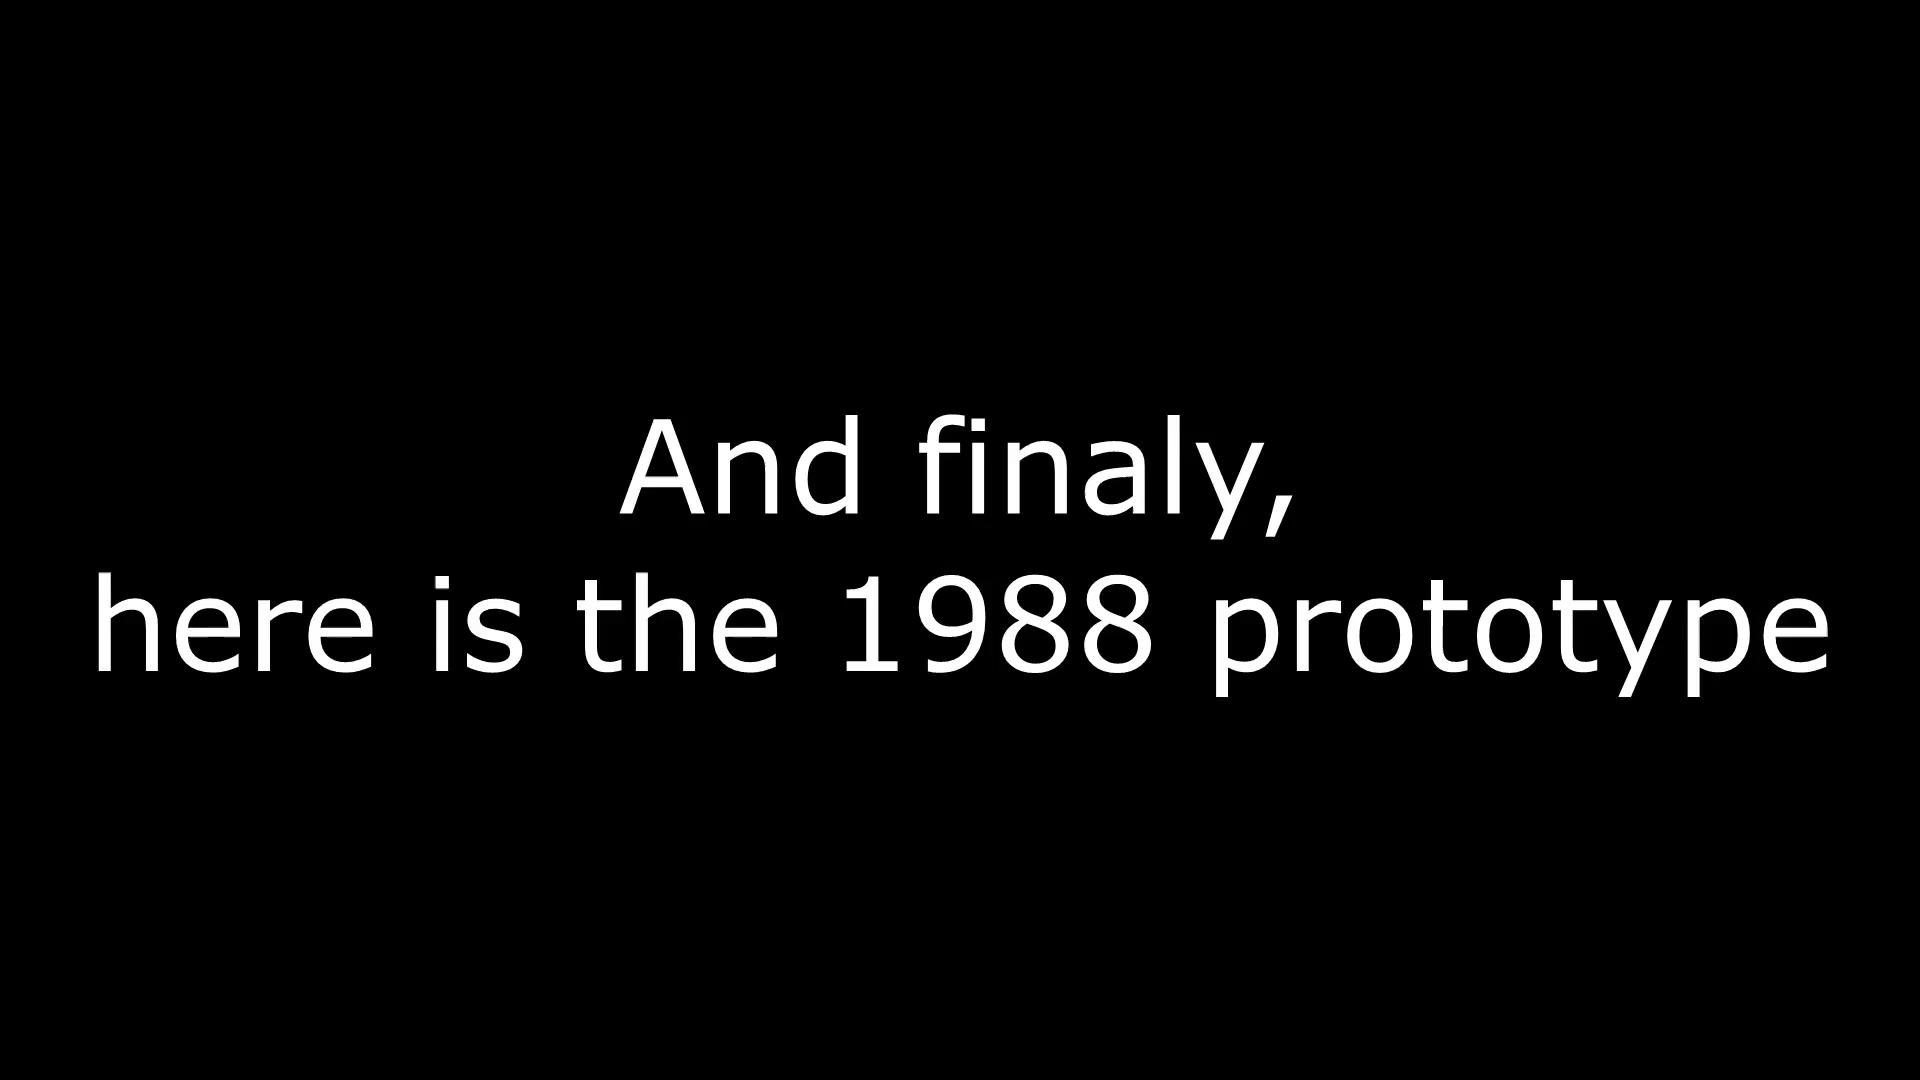 And finaly,
here is the 1988 prototype